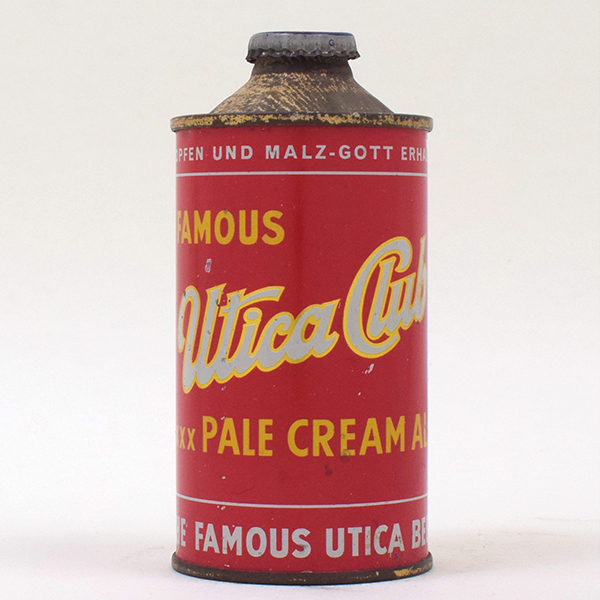 OPFEN UND MALZ-GOTT ERHA
FAMOUS
Utica Club
xxx PALE CREAM AL
HE FAMOUS UTICA BE